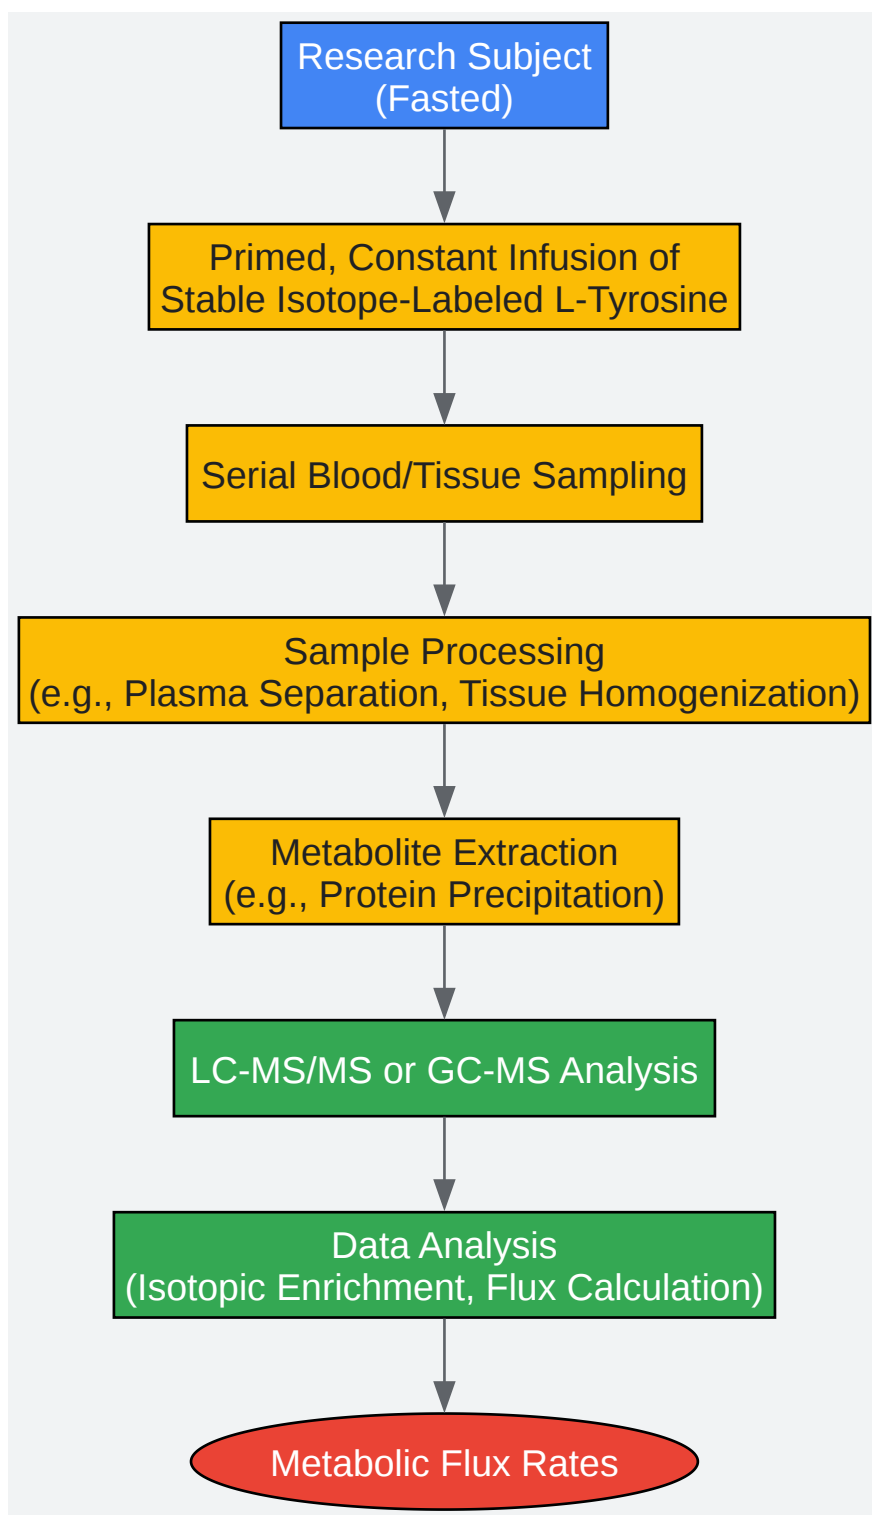 Research Subject
(Fasted)
Primed, Constant Infusion of
Stable Isotope-Labeled L-Tyrosine
Serial Blood/Tissue Sampling
Sample Processing
(e.g., Plasma Separation, Tissue Homogenization)
Metabolite Extraction
(e.g., Protein Precipitation)
LC-MS/MS or GC-MS Analysis
Data Analysis
(Isotopic Enrichment, Flux Calculation)
Metabolic Flux Rates